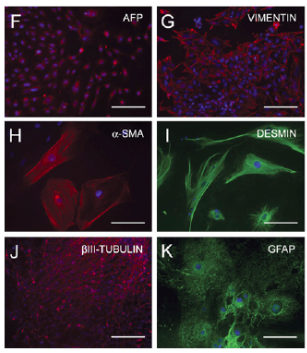 F AFP
G VIMENTIN
H α-SMA
I DESMIN
J βIII-TUBULIN
K GFAP